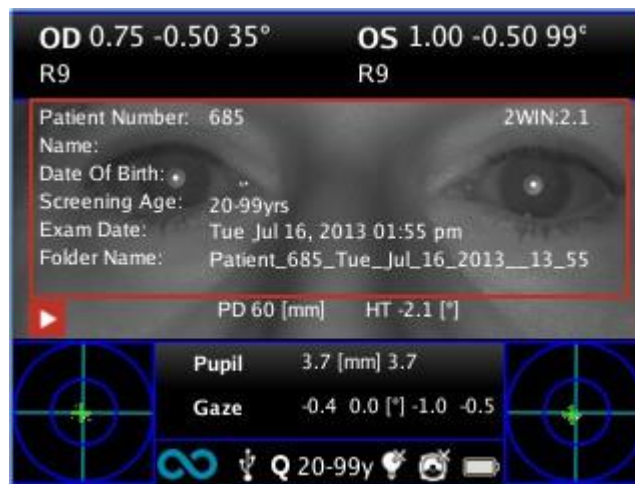 OD 0.75 -0.50 35° OS 1.00 -0.50 99°
R9 R9
Patient Number: 685 2WIN:2.1
Name:
Date Of Birth:
Screening Age: 20-99yrs
Exam Date: Tue Jul 16, 2013 01:55 pm
Folder Name: Patient_685_Tue_Jul_16_2013__13_55
PD 60 [mm] HT -2.1 [°]
Pupil 3.7 [mm] 3.7
Gaze -0.4 0.0 [°] -1.0 -0.5
Q 20-99y